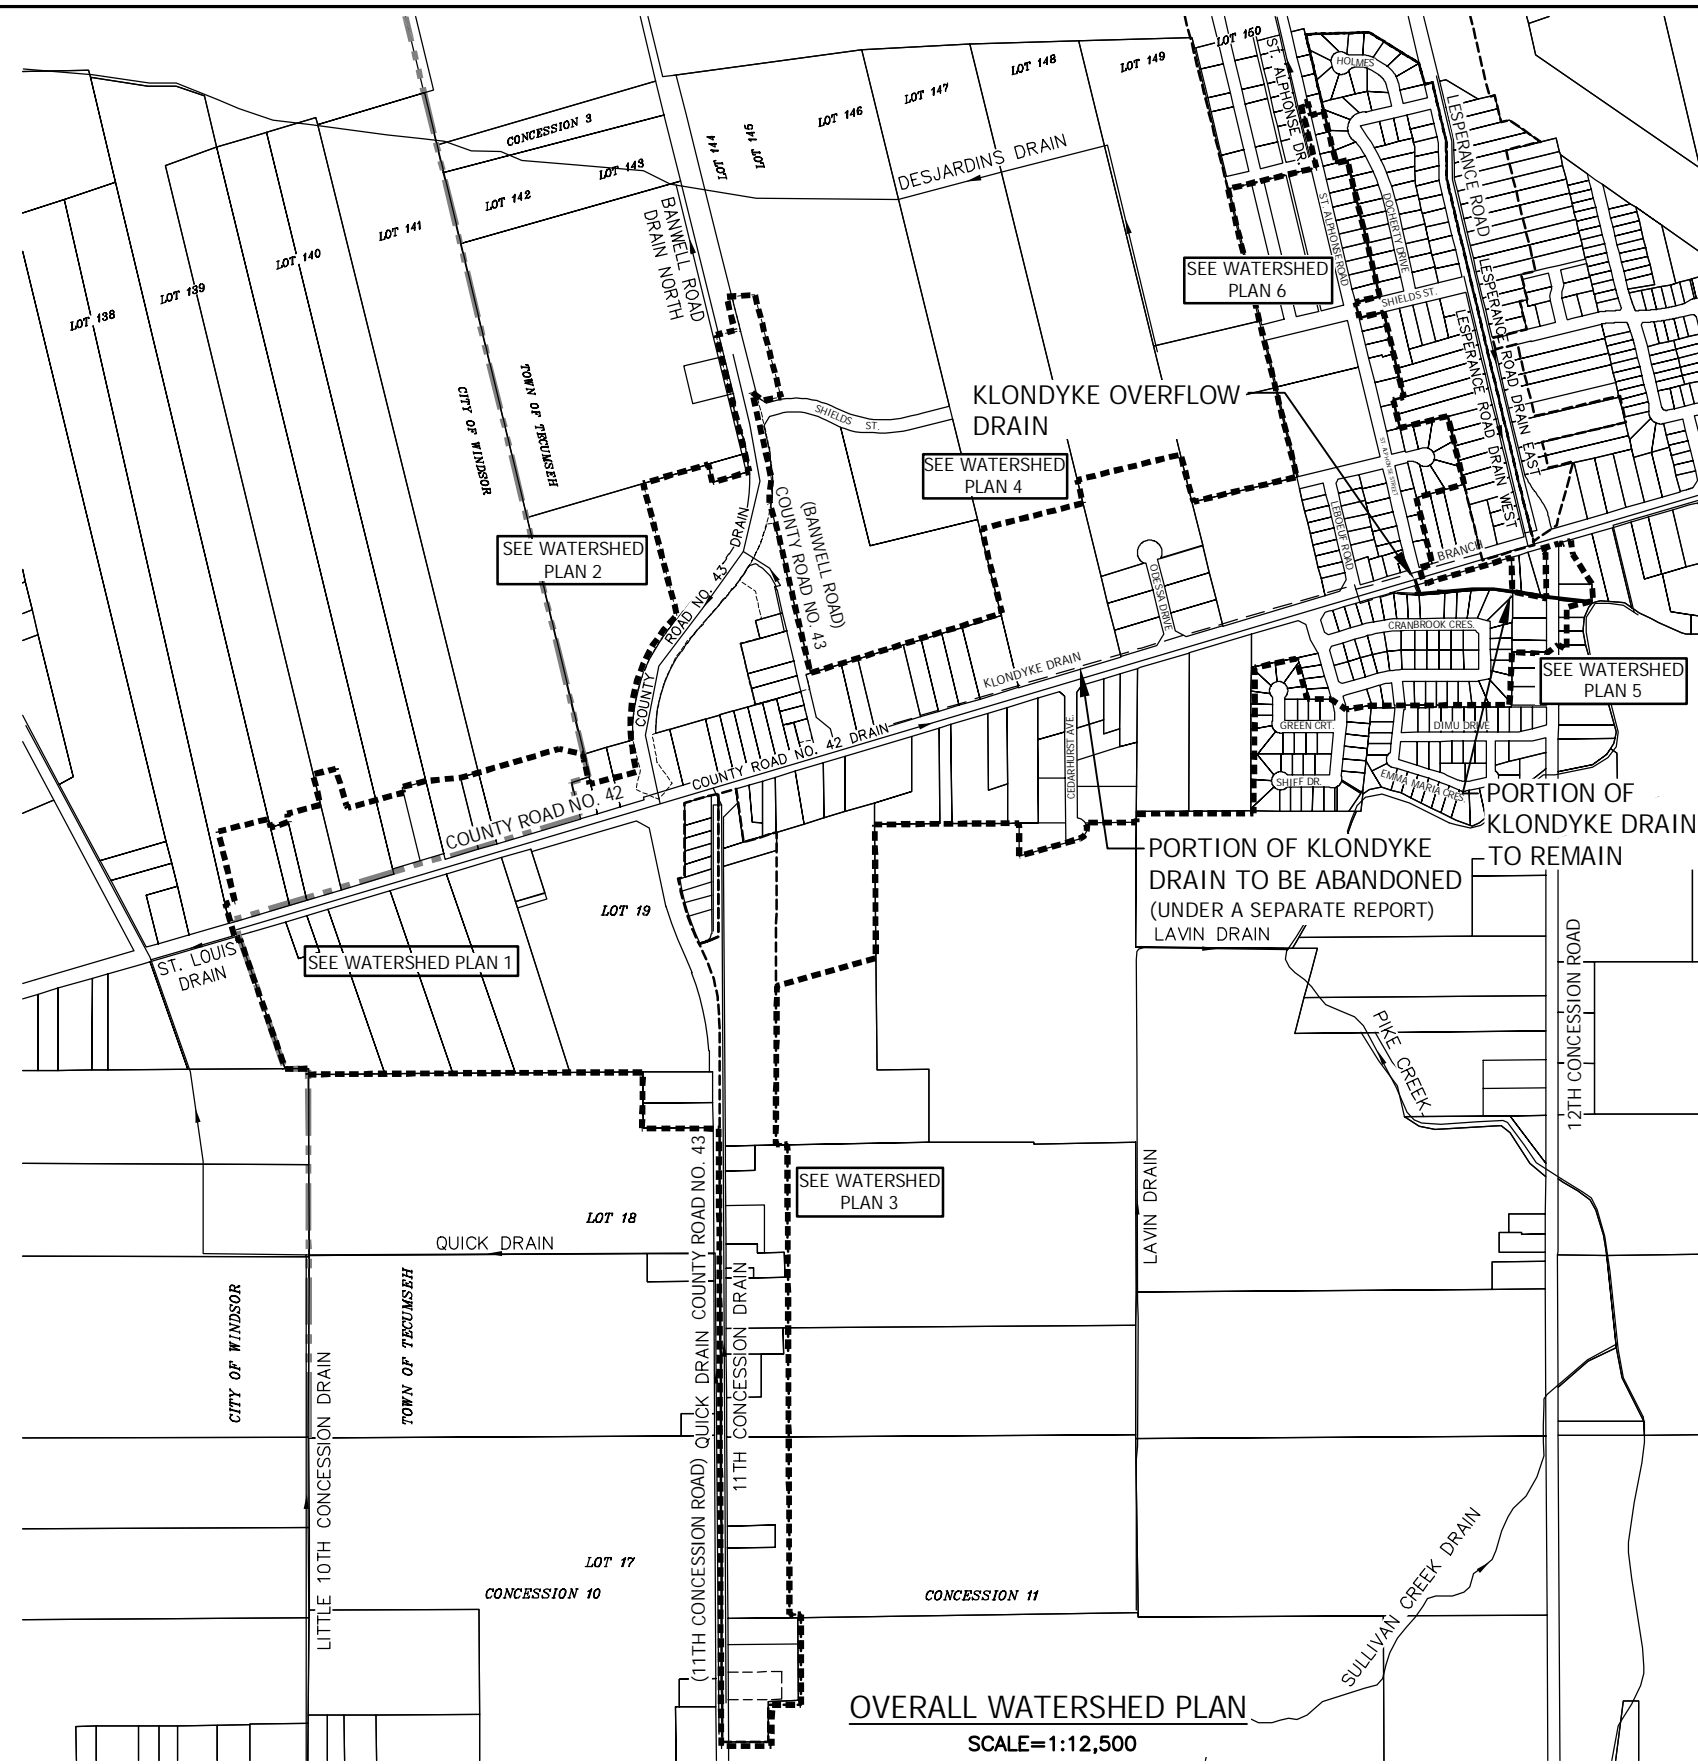 LOT 150
ST. ALPHONSE DR.
HOLMES
LOT 149
LOT 148
LOT 147
LOT 146
LOT 145
LOT 144
CONCESSION 3
LOT 143
LOT 142
LOT 141
LOT 140
LOT 139
LOT 138
DESJARDINS DRAIN
BANWELL ROAD
DRAIN NORTH
LESPERANCE ROAD
DOCHERTY DRIVE
ST. ALPHONSE ROAD
SEE WATERSHED
PLAN 6
SHIELDS ST.
LESPERANCE ROAD DRAIN EAST
LESPERANCE ROAD DRAIN WEST
CITY OF WINDSOR
TOWN OF TECUMSEH
SHIELDS ST.
KLONDYKE OVERFLOW
DRAIN
SEE WATERSHED
PLAN 4
ST. ALPHONSE STREET
LEBOEUF ROAD
BRANCH
SEE WATERSHED
PLAN 2
COUNTY ROAD NO. 43 DRAIN
(BANWELL ROAD)
COUNTY ROAD NO. 43
ODESSA DRIVE
CRANBROOK CRES.
KLONDYKE DRAIN
SEE WATERSHED
PLAN 5
GREEN CRT.
DIMU DRIVE
SHIFF DR.
EMMA MARIA CRES.
CEDARHURST AVE.
COUNTY ROAD NO. 42 DRAIN
COUNTY ROAD NO. 42
PORTION OF
KLONDYKE DRAIN
TO REMAIN
PORTION OF KLONDYKE
DRAIN TO BE ABANDONED
(UNDER A SEPARATE REPORT)
LAVIN DRAIN
LOT 19
ST. LOUIS
DRAIN
SEE WATERSHED PLAN 1
PIKE CREEK
12TH CONCESSION ROAD
SEE WATERSHED
PLAN 3
LAVIN DRAIN
LOT 18
QUICK DRAIN
CITY OF WINDSOR
TOWN OF TECUMSEH
LITTLE 10TH CONCESSION DRAIN
(11TH CONCESSION ROAD) QUICK DRAIN COUNTY ROAD NO. 43
11TH CONCESSION DRAIN
LOT 17
CONCESSION 10
CONCESSION 11
SULLIVAN CREEK DRAIN
OVERALL WATERSHED PLAN
SCALE=1:12,500